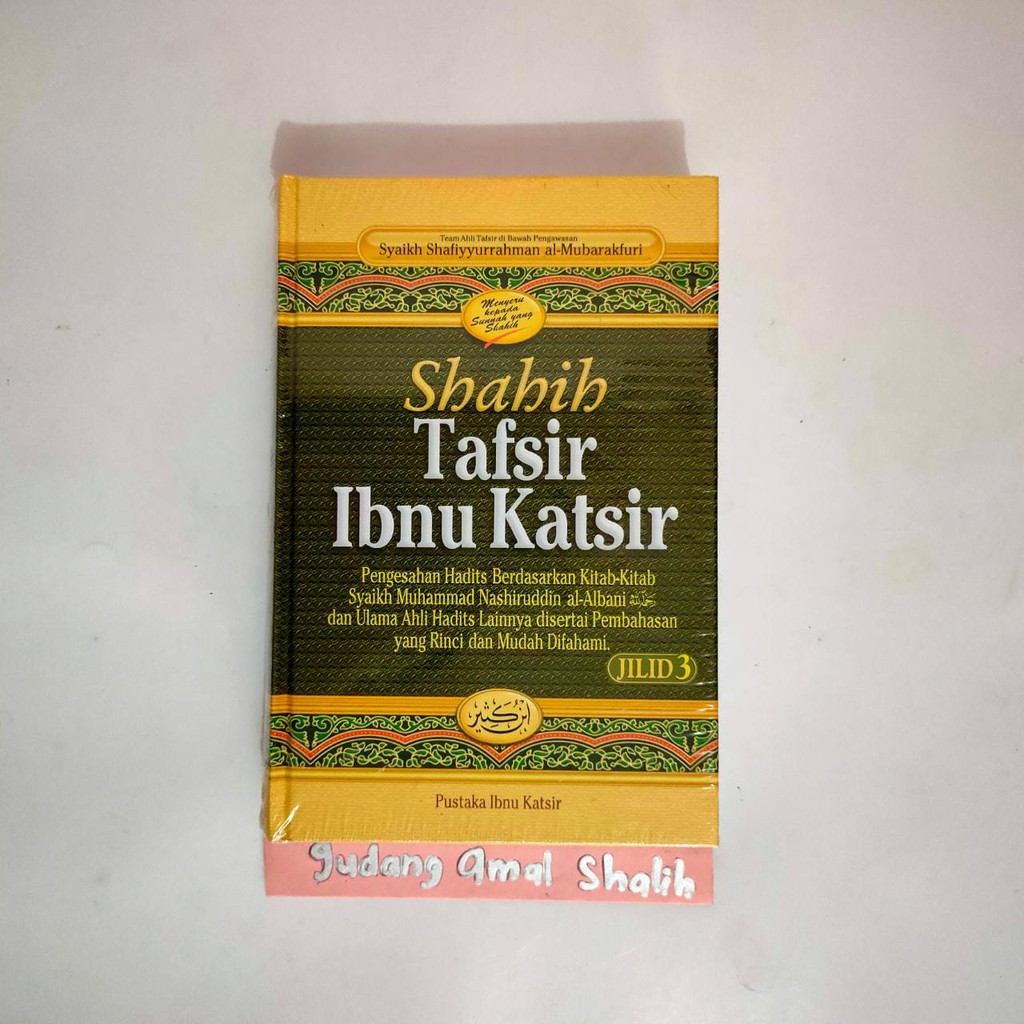 Team Ahli Tafsir di Bawah Pengawasan
Syaikh Shafiyyurrahman al-Mubarakfuri
Menyeru
kepada
Sunnah yang
Shahih
Shahih
Tafsir
Ibnu Katsir
Pengesahan Hadits Berdasarkan Kitab-Kitab
Syaikh Muhammad Nashiruddin al-Albani رحمه الله
dan Ulama Ahli Hadits Lainnya disertai Pembahasan
yang Rinci dan Mudah Difahami.
JILID 3
ابن كثير
Pustaka Ibnu Katsir
gudang amal Shalih